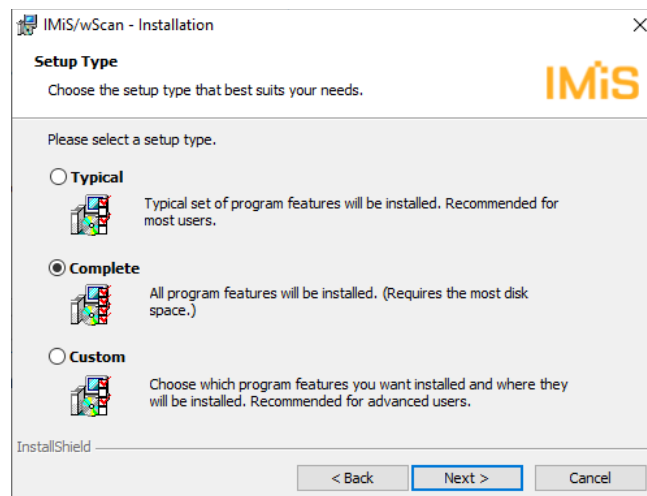 IMiS/wScan - Installation
Setup Type
Choose the setup type that best suits your needs.
IMiS
Please select a setup type.
Typical
Typical set of program features will be installed. Recommended for
most users.
Complete
All program features will be installed. (Requires the most disk
space.)
Custom
Choose which program features you want installed and where they
will be installed. Recommended for advanced users.
InstallShield
< Back
Next >
Cancel